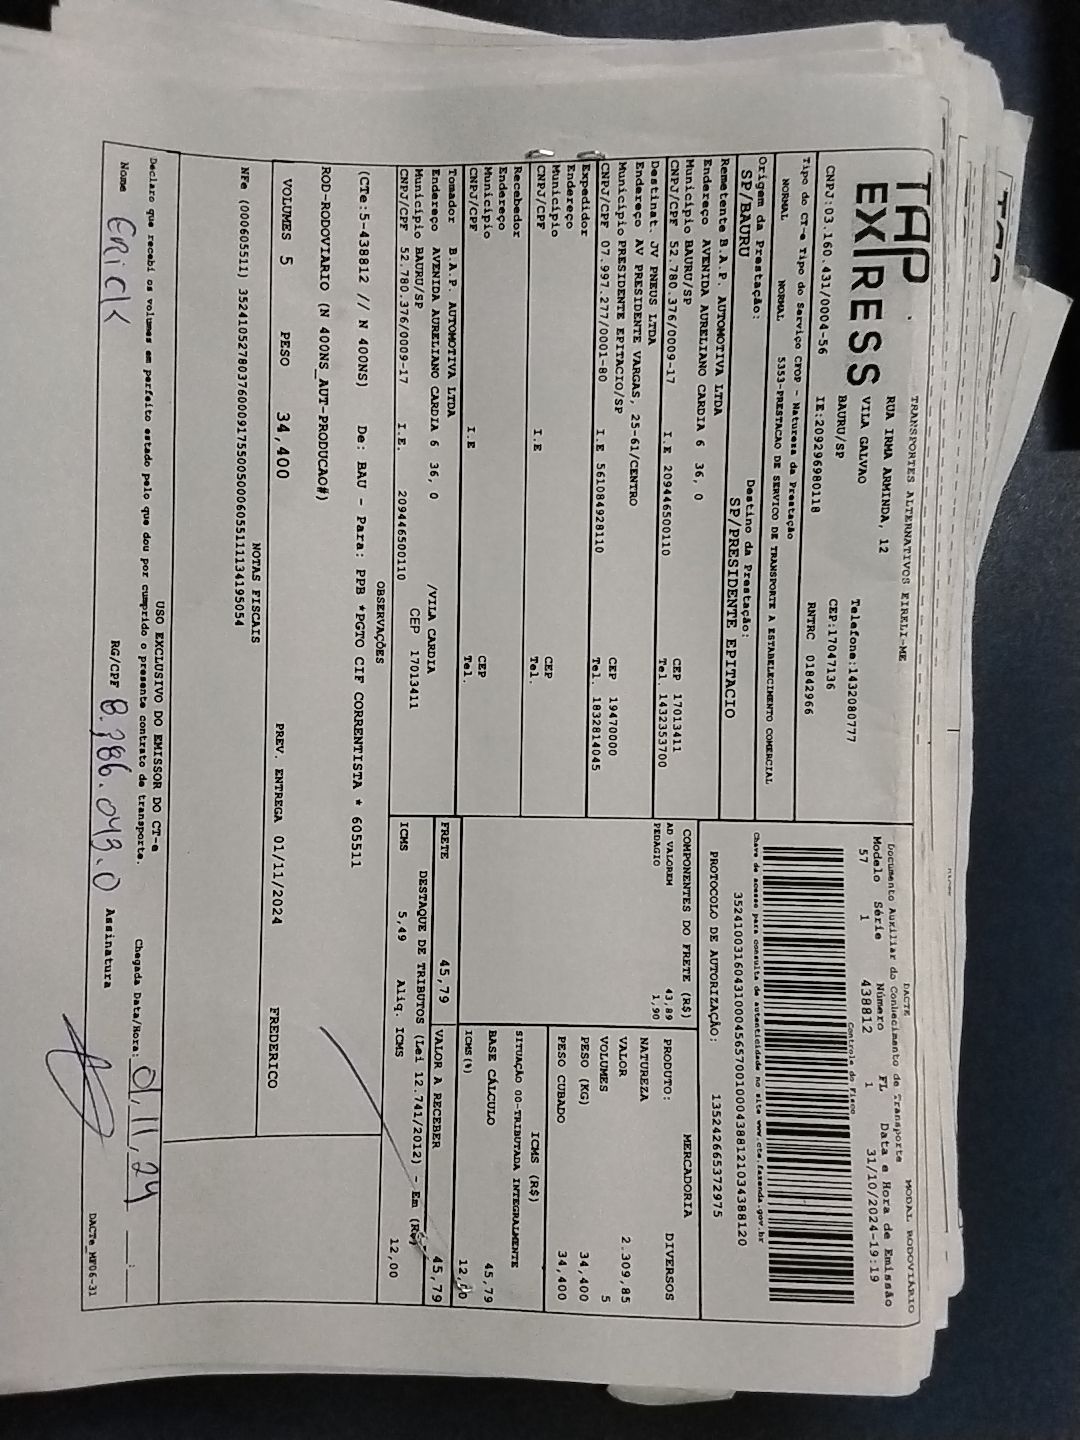 TAP
EXPRESS
TRANSPORTES ALTERNATIVOS EIRELI-ME
RUA IRMA ARMINDA, 12
VILA GALVAO
Telefone:1432080777
BAURU/SP
CEP:17047136
CNPJ:03.160.431/0004-56
IE:209296980118
RNTRC 01842966
Tipo do CT-e Tipo do Serviço CFOP - Natureza da Prestação
NORMAL NORMAL 5353-PRESTACAO DE SERVICO DE TRANSPORTE A ESTABELECIMENTO COMERCIAL
Origem da Prestação:
SP/BAURU
Destino da Prestação:
SP/PRESIDENTE EPITACIO
DACTE
MODAL RODOVIÁRIO
Documento Auxiliar do Conhecimento de Transporte
Modelo Série Número FL Data e Hora de Emissão
57 1 438812 1 31/10/2024-19:19
Controle do Fisco
Chave de acesso para consulta de autenticidade no site www.cte.fazenda.gov.br
PROTOCOLO DE AUTORIZAÇÃO: 135242665372975
Remetente B.A.P. AUTOMOTIVA LTDA
Endereço AVENIDA AURELIANO CARDIA 6 36, 0
Município BAURU/SP
CEP 17013411
CNPJ/CPF 52.780.376/0009-17
I.E 209446500110
Tel. 1432353700
Destinat. JV PNEUS LTDA
Endereço AV PRESIDENTE VARGAS, 25-61/CENTRO
Município PRESIDENTE EPITACIO/SP
CEP 19470000
CNPJ/CPF 07.997.277/0001-80
I.E 561084928110
Tel. 1832814045
Expedidor
Endereço
Município
CEP
CNPJ/CPF
I.E
Tel.
Recebedor
Endereço
Município
CEP
CNPJ/CPF
I.E
Tel.
Tomador B.A.P. AUTOMOTIVA LTDA
Endereço AVENIDA AURELIANO CARDIA 6 36, 0
/VILA CARDIA
Município BAURU/SP
CEP 17013411
CNPJ/CPF 52.780.376/0009-17
I.E. 209446500110
COMPONENTES DO FRETE (R$)
AD VALOREM 43,89
PEDAGIO 1,90
MERCADORIA
PRODUTO: DIVERSOS
NATUREZA
VALOR 2.309,85
VOLUMES 5
PESO (KG) 34,400
PESO CUBADO 34,400
ICMS (R$)
SITUAÇÃO 00-TRIBUTADA INTEGRALMENTE
BASE CÁLCULO 45,79
ICMS(%)
FRETE 45,79
VALOR A RECEBER 45,79
DESTAQUE DE TRIBUTOS (Lei 12.741/2012) - Em (R$)
ICMS 5,49 Aliq. ICMS 12,00
OBSERVAÇÕES
(CTe:5-438812 // N 400NS) De: BAU - Para: PPB *PGTO CIF CORRENTISTA * 605511
ROD-RODOVIARIO (N 400NS_AUT-PRODUCAO#)
VOLUMES 5 PESO 34,400 PREV. ENTREGA 01/11/2024 FREDERICO
NOTAS FISCAIS
USO EXCLUSIVO DO EMISSOR DO CT-e
Declaro que recebi os volumes em perfeito estado pelo que dou por cumprido o presente contrato de transporte.
Chegada Data/Hora: 01,11,24
Nome Erick
RG/CPF 8.786.043.0
Assinatura
DACTe_MF06-31